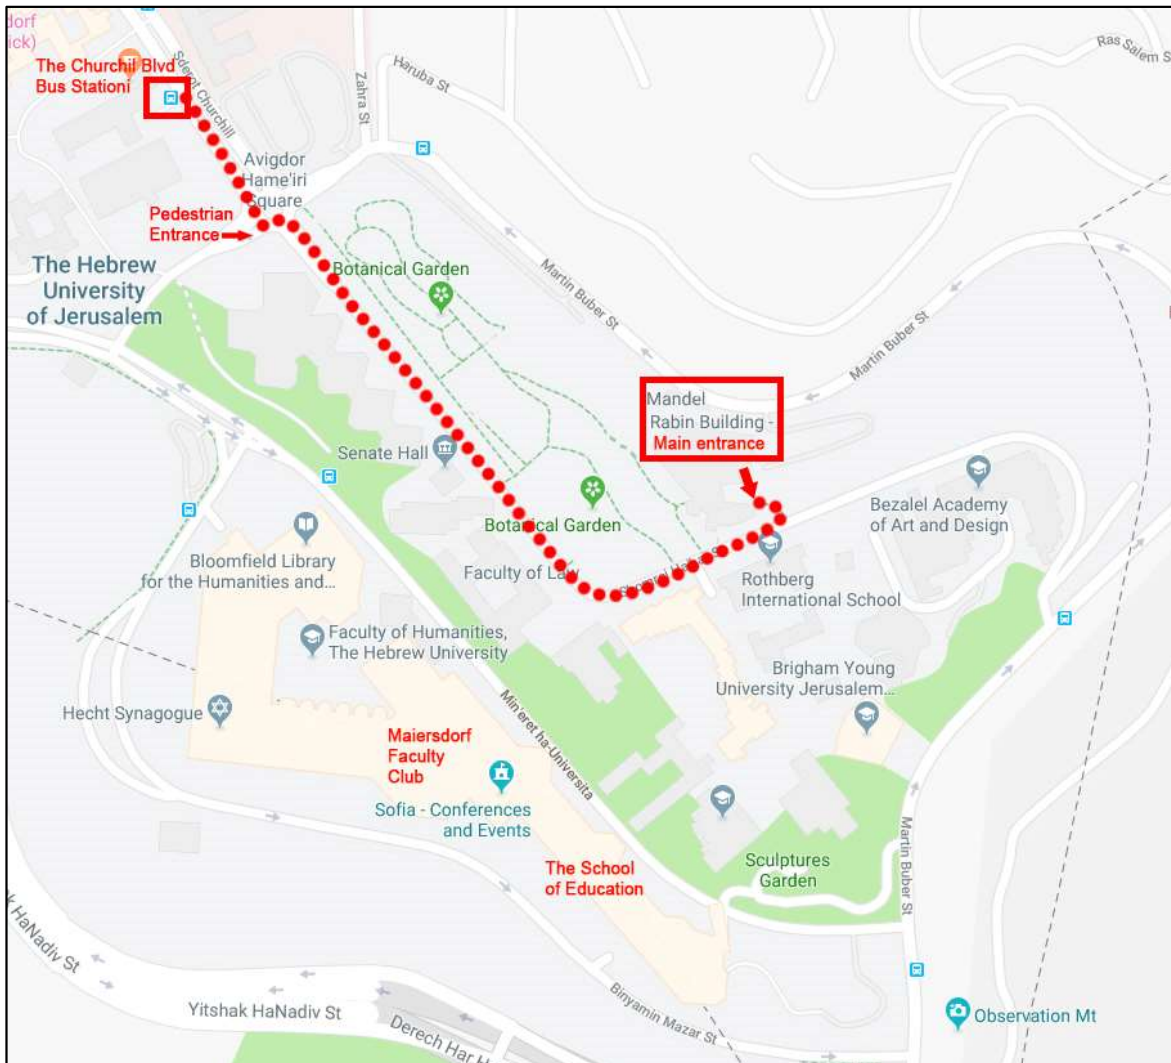 dorf
ick)
The Churchil Blvd
Bus Stationi
Sderot Churchill
Zahra St
Haruba St
Ras Salem S
Avigdor
Hame'iri
Square
Pedestrian
Entrance
The Hebrew
University
of Jerusalem
Botanical Garden
Martin Buber St
Martin Buber St
Mandel
Rabin Building -
Main entrance
Senate Hall
Botanical Garden
Bezalel Academy
of Art and Design
Bloomfield Library
for the Humanities and...
Faculty of Law
Rothberg
International School
Faculty of Humanities,
The Hebrew University
Brigham Young
University Jerusalem...
Hecht Synagogue
Min'eret ha-Universita
Maiersdorf
Faculty
Club
Sofia - Conferences
and Events
The School
of Education
Sculptures
Garden
Martin Buber St
k HaNadiv St
Yitshak HaNadiv St
Derech Har H
Binyamin Mazar St
Observation Mt